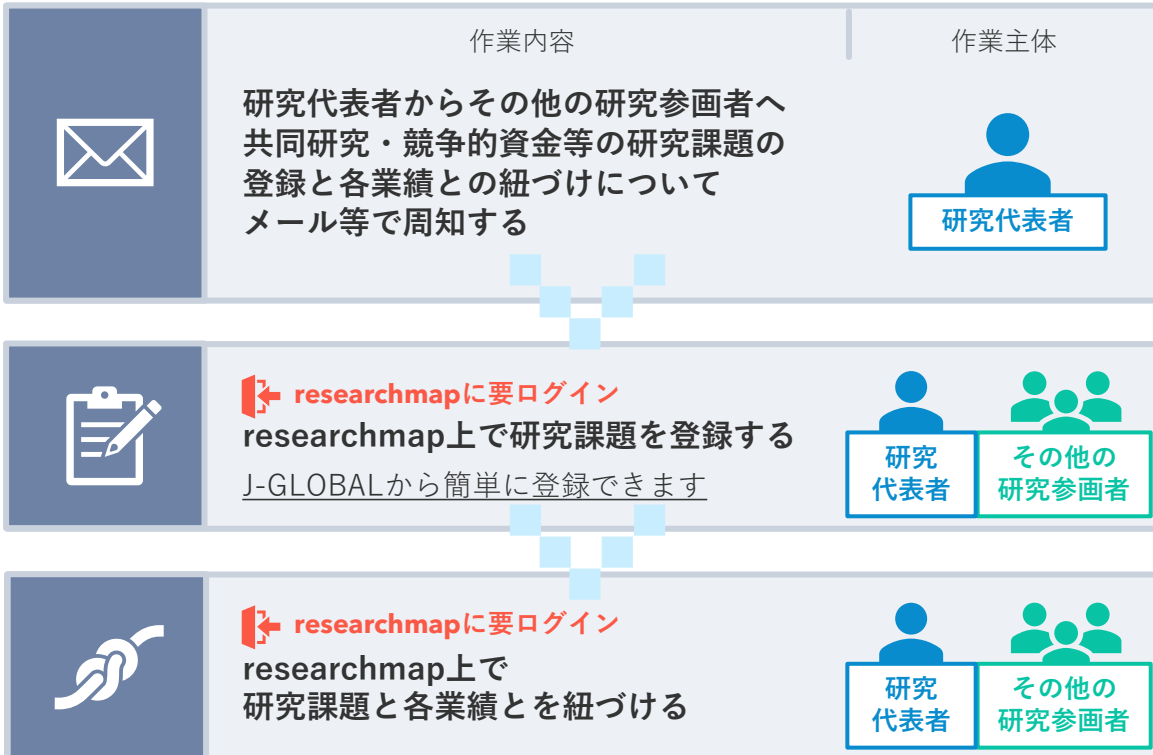 作業内容
作業主体
研究代表者からその他の研究参画者へ
共同研究・競争的資金等の研究課題の
登録と各業績との紐づけについて
メール等で周知する
研究代表者
researchmapに要ログイン
researchmap上で研究課題を登録する
J-GLOBALから簡単に登録できます
研究
代表者
その他の
研究参画者
researchmapに要ログイン
researchmap上で
研究課題と各業績とを紐づける
研究
代表者
その他の
研究参画者